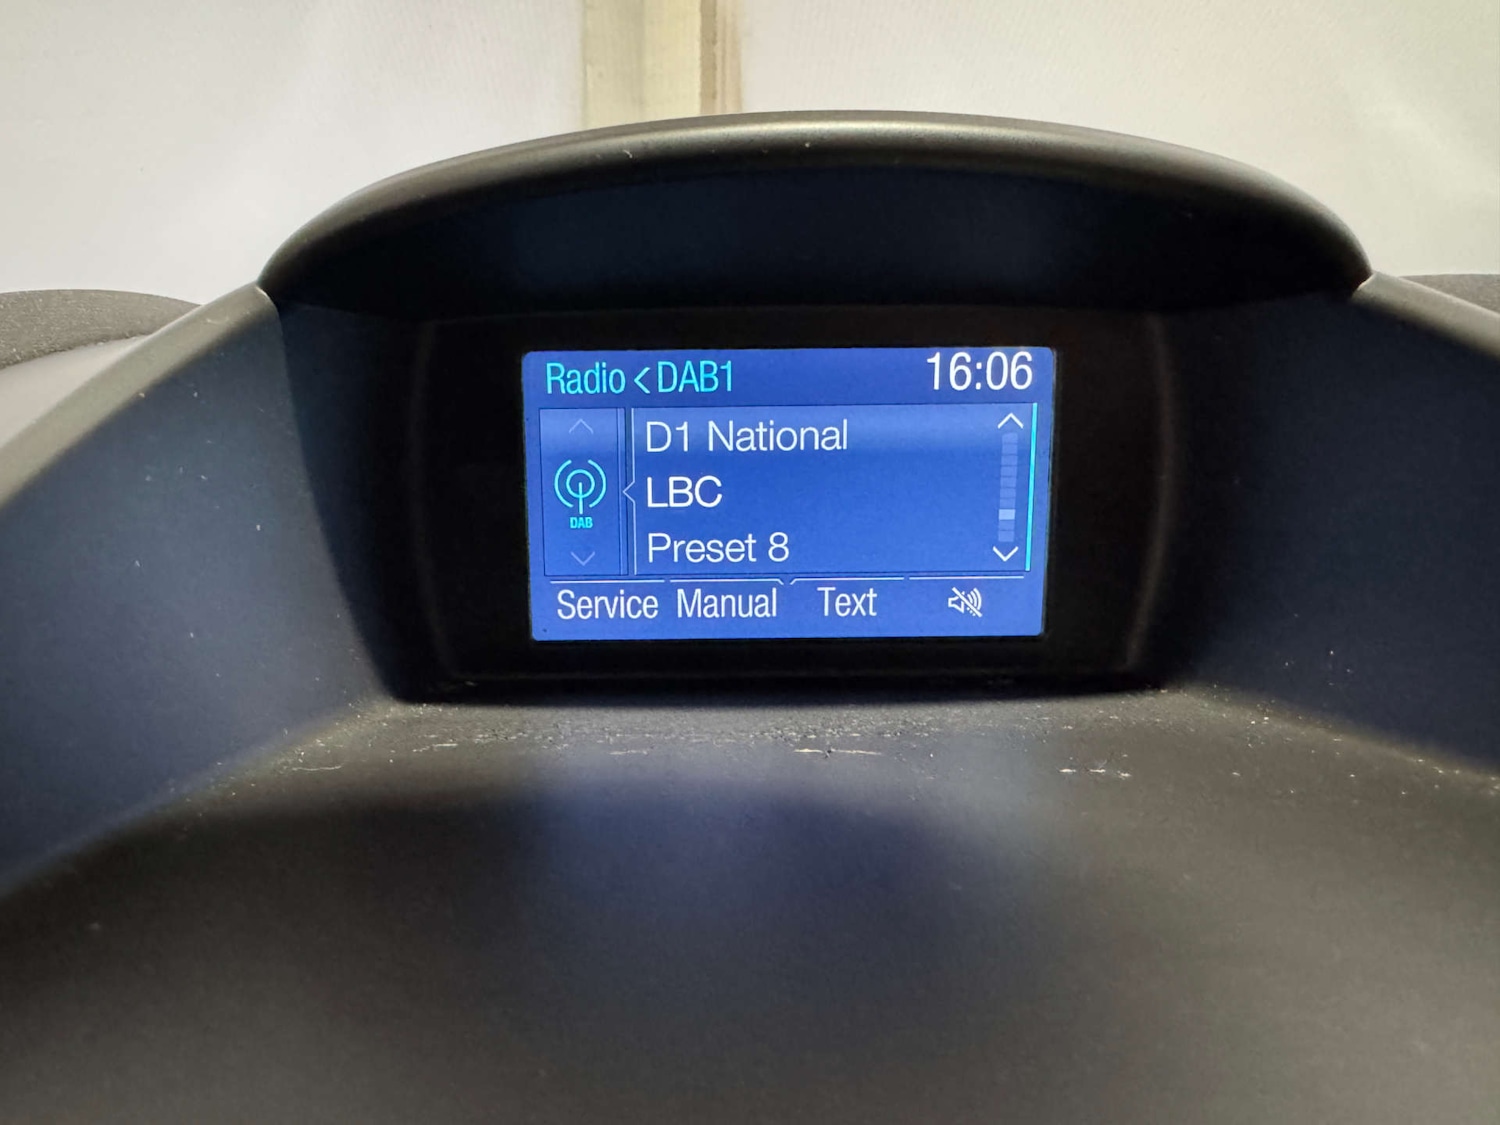 Radio < DAB1 16:06
D1 National
LBC
DAB
Preset 8
Service Manual Text